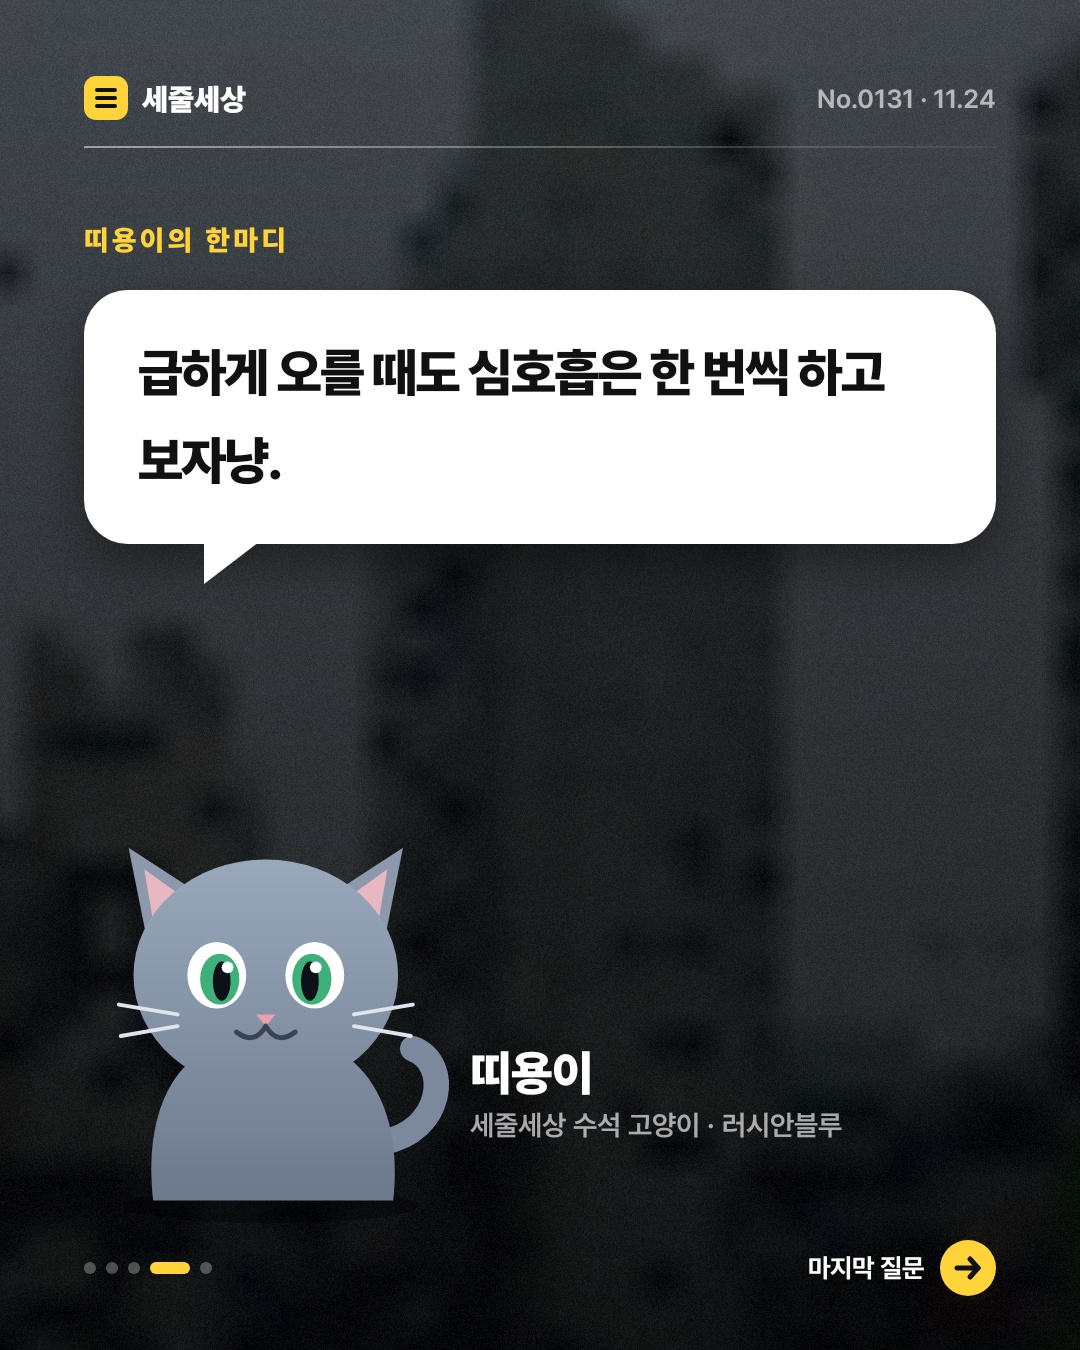 세줄세상
No.0131 · 11.24
띠용이의 한마디
급하게 오를 때도 심호흡은 한 번씩 하고
보자냥.
띠용이
세줄세상 수석 고양이 · 러시안블루
마지막 질문